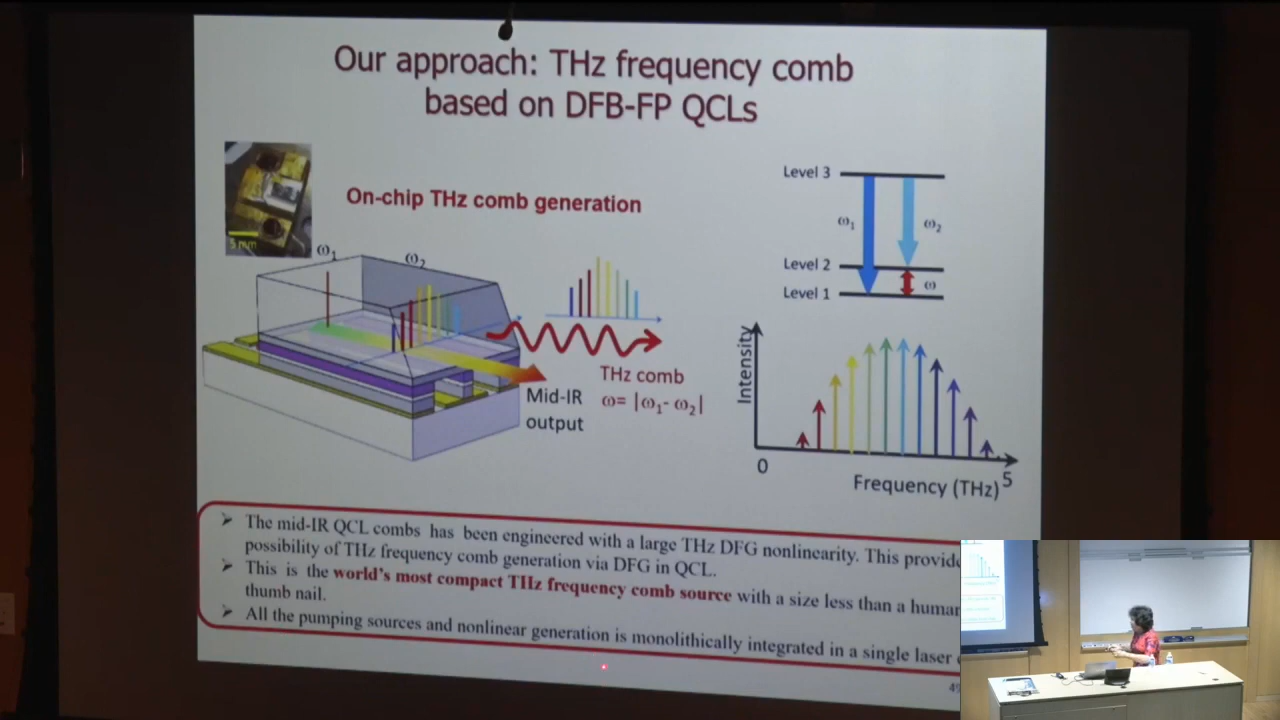 Our approach: THz frequency comb
based on DFB-FP QCLs
5 mm
On-chip THz comb generation
ω1
ω2
THz comb
ω= |ω1- ω2|
Mid-IR
output
Level 3
ω1
ω2
Level 2
ω
Level 1
Intensity
0
Frequency (THz)
5
➢ The mid-IR QCL combs has been engineered with a large THz DFG nonlinearity. This provid
possibility of THz frequency comb generation via DFG in QCL.
➢ This is the world's most compact THz frequency comb source with a size less than a human
thumb nail.
➢ All the pumping sources and nonlinear generation is monolithically integrated in a single laser